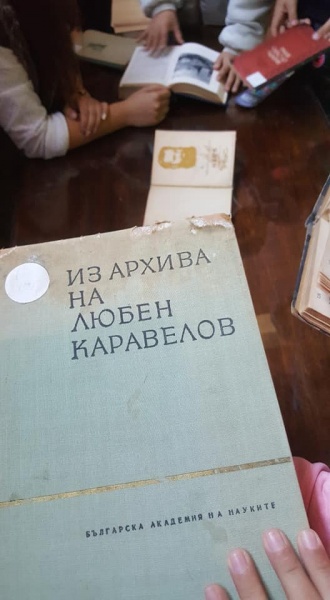 ИЗ АРХИВА
НА
ЛЮБЕН
КАРАВЕЛОВ
БЪЛГАРСКА АКАДЕМИЯ НА НАУКИТЕ